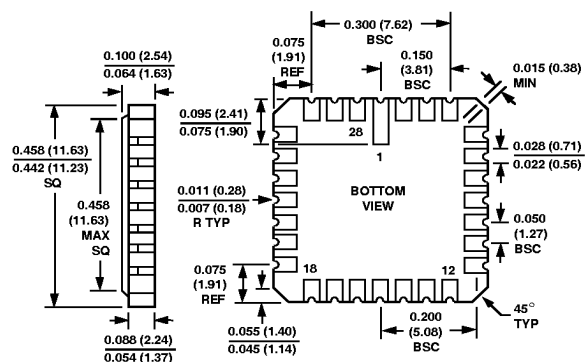 0.300 (7.62)
BSC
0.075
(1.91)
REF
0.150
(3.81)
BSC
0.015 (0.38)
MIN
0.100 (2.54)
0.064 (1.63)
0.095 (2.41)
0.075 (1.90)
28
1
0.028 (0.71)
0.022 (0.56)
0.458 (11.63)
0.442 (11.23)
SQ
0.458
(11.63)
MAX
SQ
0.011 (0.28)
0.007 (0.18)
R TYP
BOTTOM
VIEW
0.050
(1.27)
BSC
0.075
(1.91)
REF
18
12
45°
TYP
0.200
(5.08)
BSC
0.055 (1.40)
0.045 (1.14)
0.088 (2.24)
0.054 (1.37)